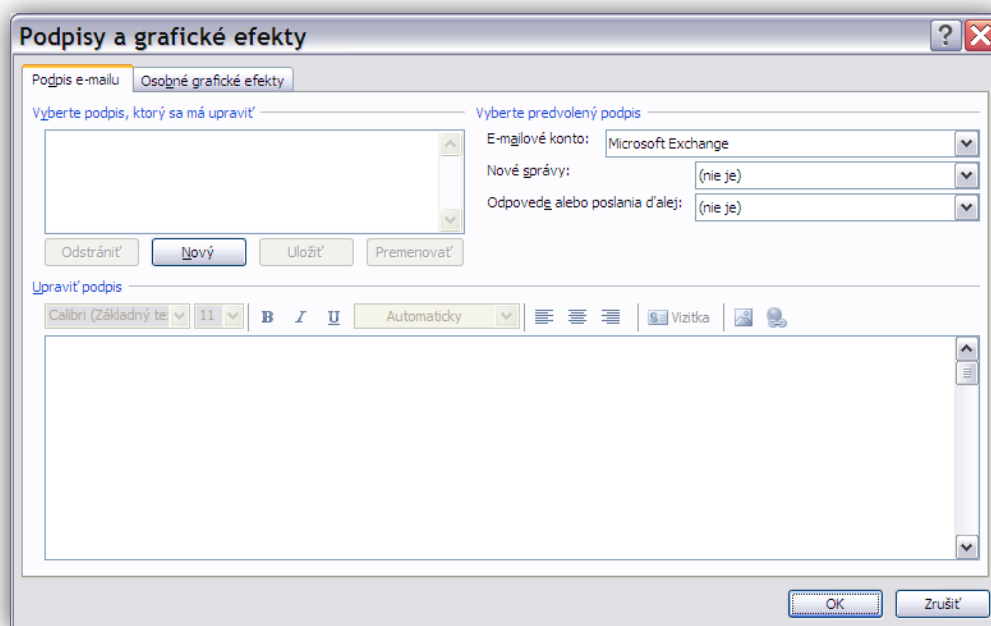 Podpisy a grafické efekty
Podpis e-mailu
Osobné grafické efekty
Vyberte podpis, ktorý sa má upraviť
Odstrániť
Nový
Uložiť
Premenovať
Vyberte predvolený podpis
E-mailové konto:
Microsoft Exchange
Nové správy:
(nie je)
Odpovede alebo poslania ďalej:
(nie je)
Upraviť podpis
Calibri (Základný te:
11
B
I
U
Automaticky
Vizitka
OK
Zrušiť